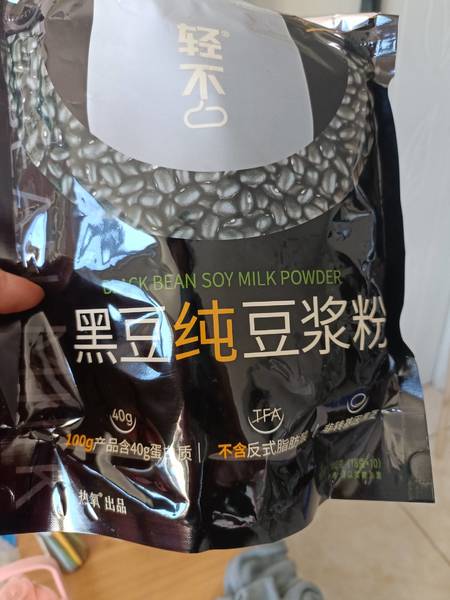 轻®
不
BLACK BEAN SOY MILK POWDER
黑豆纯豆浆粉
40g
TFA
100g产品含40g蛋白质 | 不含反式脂肪酸 |
热氧®出品